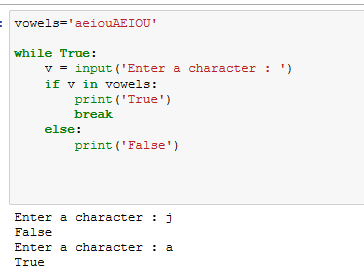 vowels='aeiouAEIOU'
while True:
    v = input('Enter a character : ')
    if v in vowels:
        print('True')
        break
    else:
        print('False')
Enter a character : j
False
Enter a character : a
True